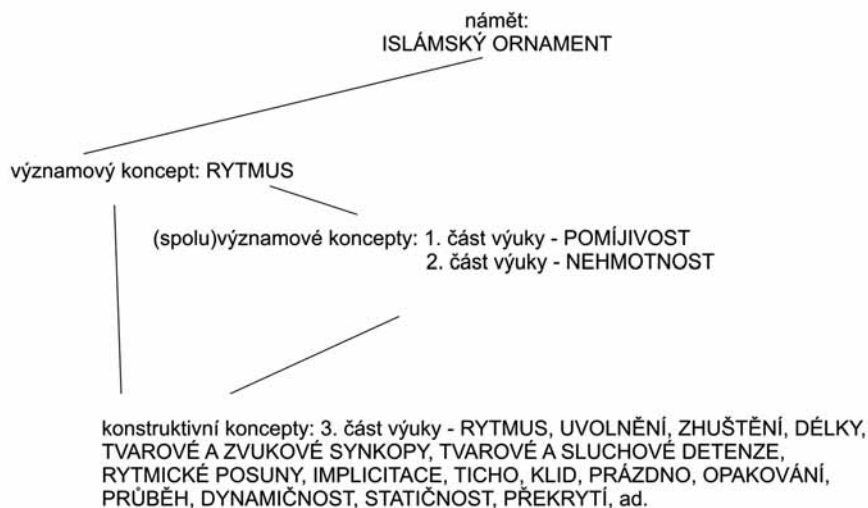 námět:
ISLÁMSKÝ ORNAMENT
významový koncept: RYTMUS
(spolu)významové koncepty: 1. část výuky - POMÍJIVOST
2. část výuky - NEHMOTNOST
konstruktivní koncepty: 3. část výuky - RYTMUS, UVOLNĚNÍ, ZHUŠTĚNÍ, DÉLKY,
TVAROVÉ A ZVUKOVÉ SYNKOPY, TVAROVÉ A SLUCHOVÉ DETENZE,
RYTMICKÉ POSUNY, IMPLICITACE, TICHO, KLID, PRÁZDNO, OPAKOVÁNÍ,
PRŮBĚH, DYNAMIČNOST, STATIČNOST, PŘEKRYTÍ, ad.